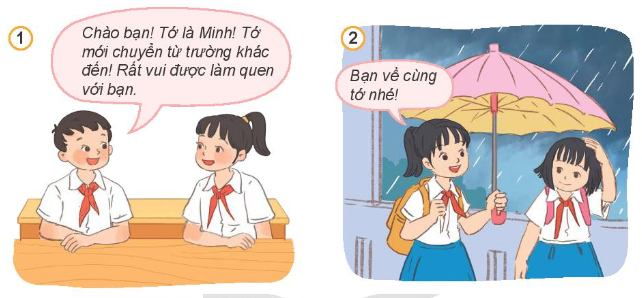 1
Chào bạn! Tớ là Minh! Tớ
mới chuyển từ trường khác
đến! Rất vui được làm quen
với bạn.
2
Bạn về cùng
tớ nhé!